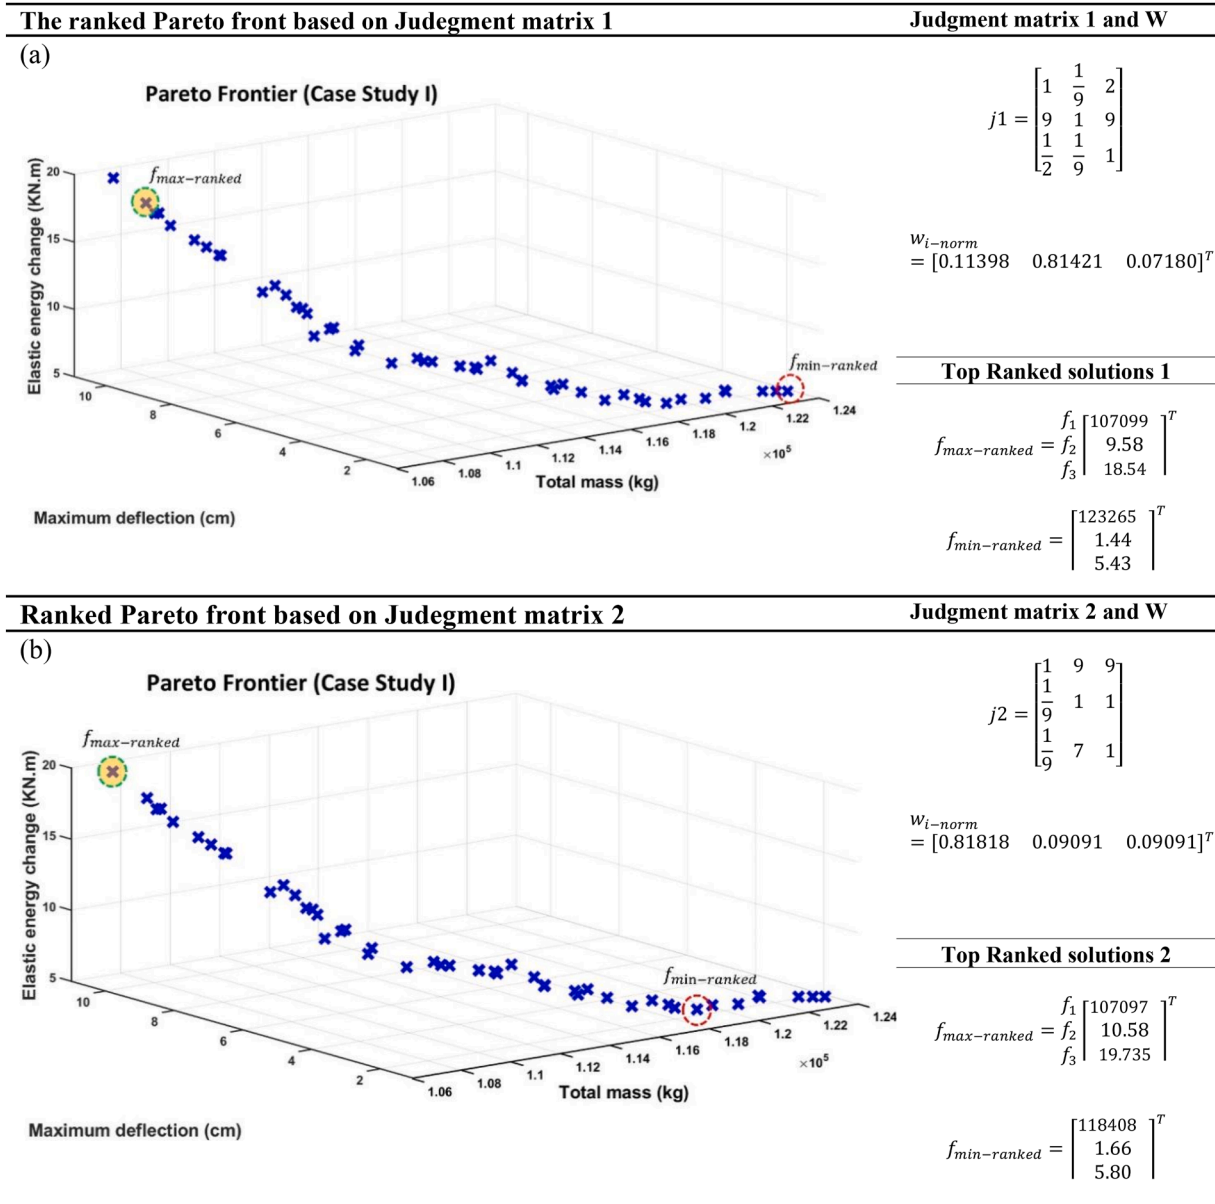 The ranked Pareto front based on Judegment matrix 1
Judgment matrix 1 and W
(a)
Pareto Frontier (Case Study I)
Elastic energy change (KN.m)
20
15
10
5
f_max−ranked
f_min−ranked
10
8
6
4
2
1.06
1.08
1.1
1.12
1.14
1.16
1.18
1.2
1.22
1.24
×10^5
Total mass (kg)
Maximum deflection (cm)
j1 = [1 1/9 2
9 1 9
1/2 1/9 1]
w_i−norm
= [0.11398 0.81421 0.07180]^T
Top Ranked solutions 1
f_max−ranked = f_1 f_2 f_3 [107099
9.58
18.54]^T
f_min−ranked = [123265
1.44
5.43]^T
Ranked Pareto front based on Judegment matrix 2
Judgment matrix 2 and W
(b)
Pareto Frontier (Case Study I)
Elastic energy change (KN.m)
20
15
10
5
f_max−ranked
f_min−ranked
10
8
6
4
2
1.06
1.08
1.1
1.12
1.14
1.16
1.18
1.2
1.22
1.24
×10^5
Total mass (kg)
Maximum deflection (cm)
j2 = [1 9 9
1/9 1 1
1/9 7 1]
w_i−norm
= [0.81818 0.09091 0.09091]^T
Top Ranked solutions 2
f_max−ranked = f_1 f_2 f_3 [107097
10.58
19.735]^T
f_min−ranked = [118408
1.66
5.80]^T